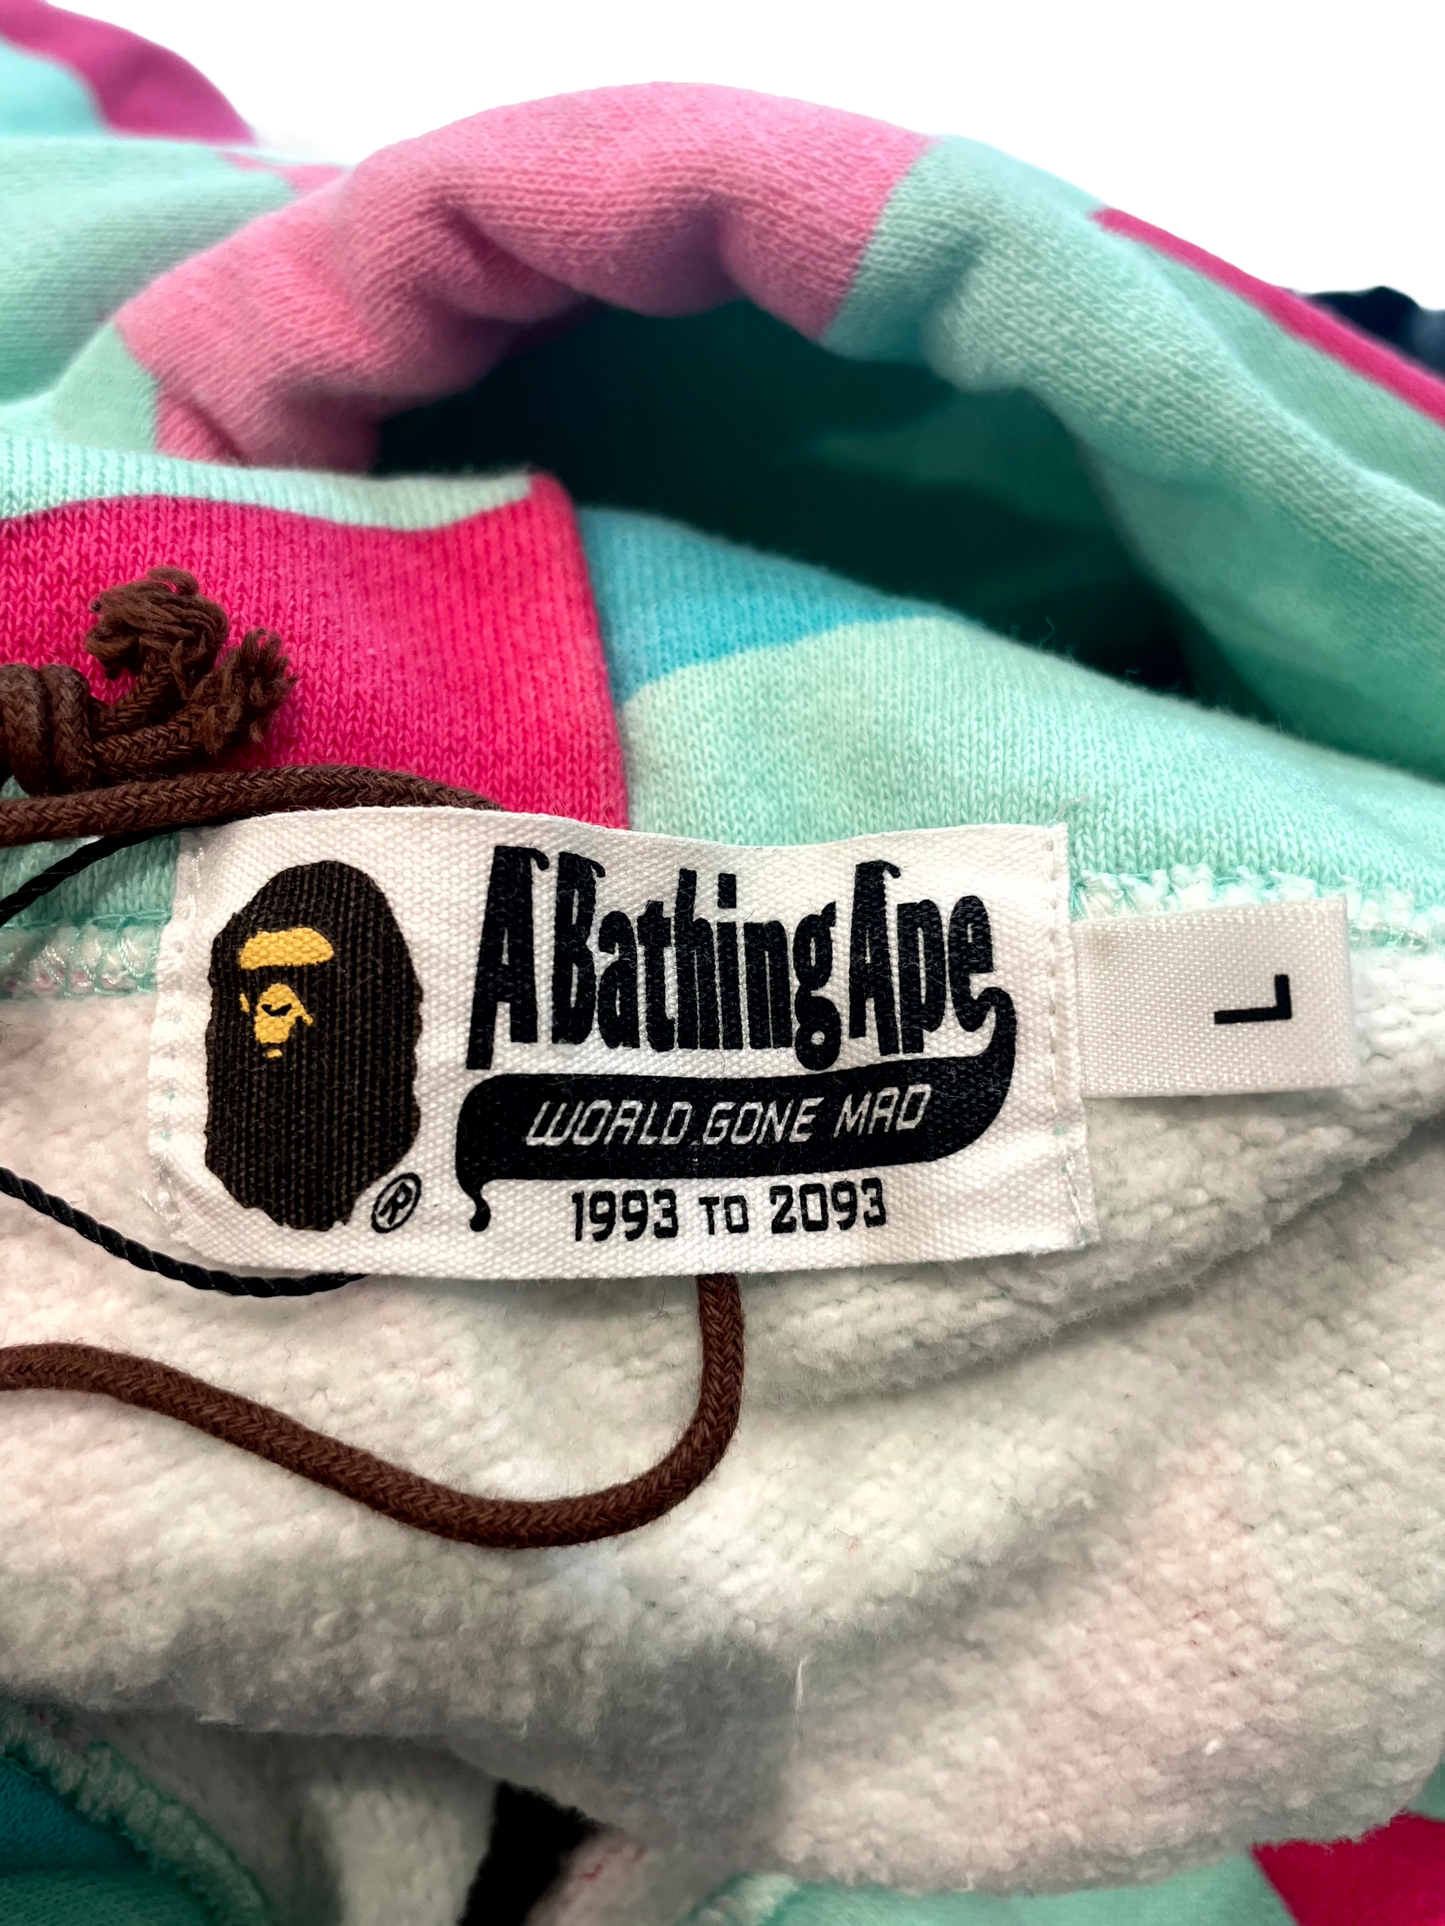 A Bathing Ape
WORLD GONE MAD
1993 TO 2093
®
L